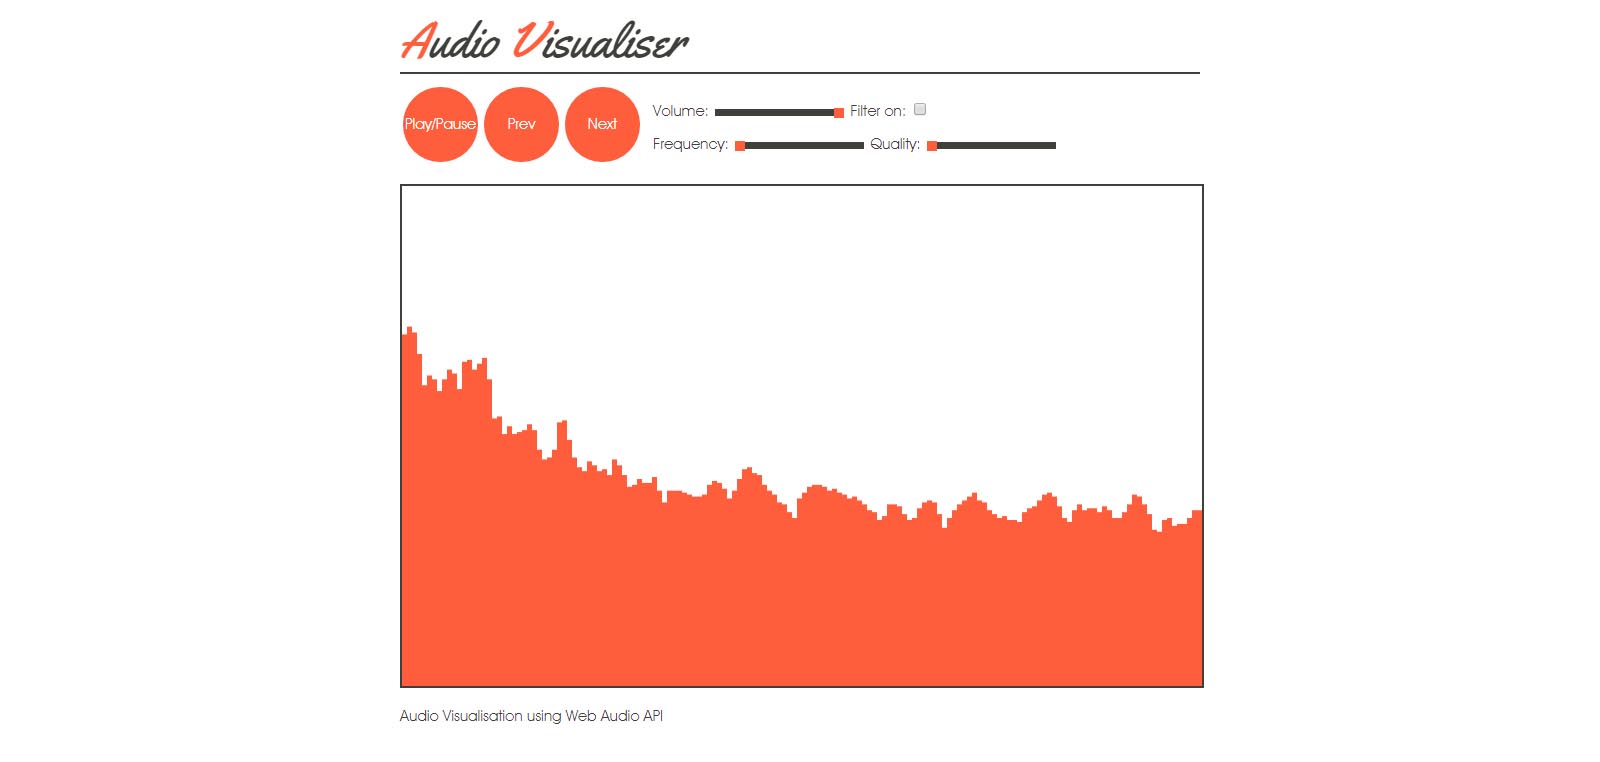 Audio Visualiser
Play/Pause Prev Next
Volume: Filter on:
Frequency: Quality:
Audio Visualisation using Web Audio API